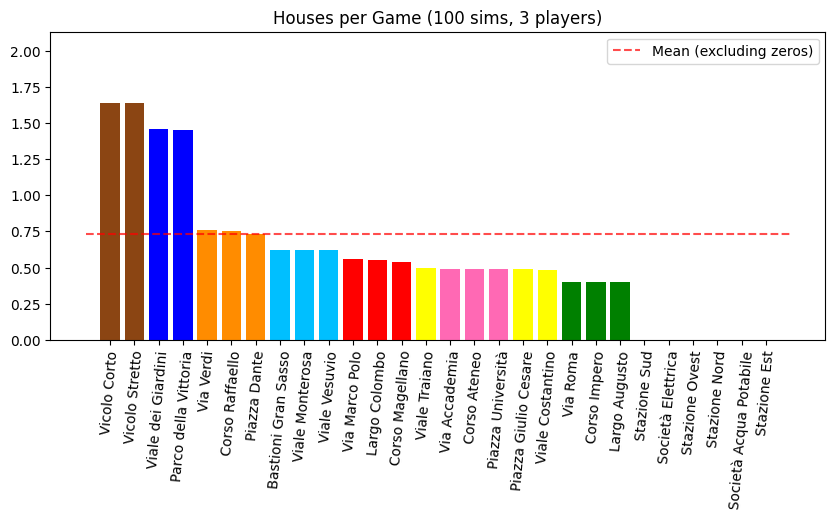 Houses per Game (100 sims, 3 players)
Mean (excluding zeros)
2.00
1.75
1.50
1.25
1.00
0.75
0.50
0.25
0.00
Vicolo Corto
Vicolo Stretto
Viale dei Giardini
Parco della Vittoria
Via Verdi
Corso Raffaello
Piazza Dante
Bastioni Gran Sasso
Viale Monterosa
Viale Vesuvio
Via Marco Polo
Largo Colombo
Corso Magellano
Viale Traiano
Via Accademia
Corso Ateneo
Piazza Università
Piazza Giulio Cesare
Viale Costantino
Via Roma
Corso Impero
Largo Augusto
Stazione Sud
Società Elettrica
Stazione Ovest
Stazione Nord
Società Acqua Potabile
Stazione Est